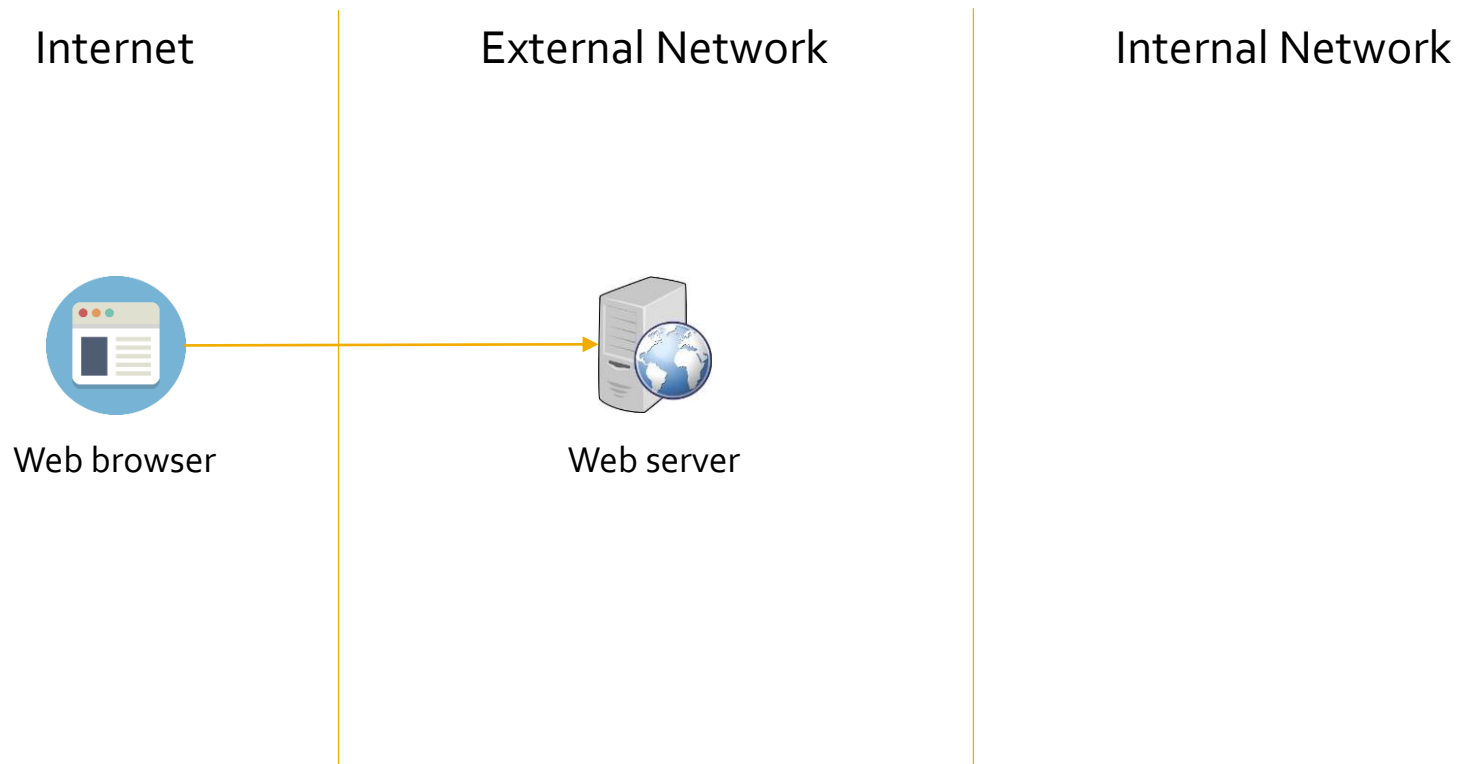 Internet
External Network
Internal Network
Web browser
Web server